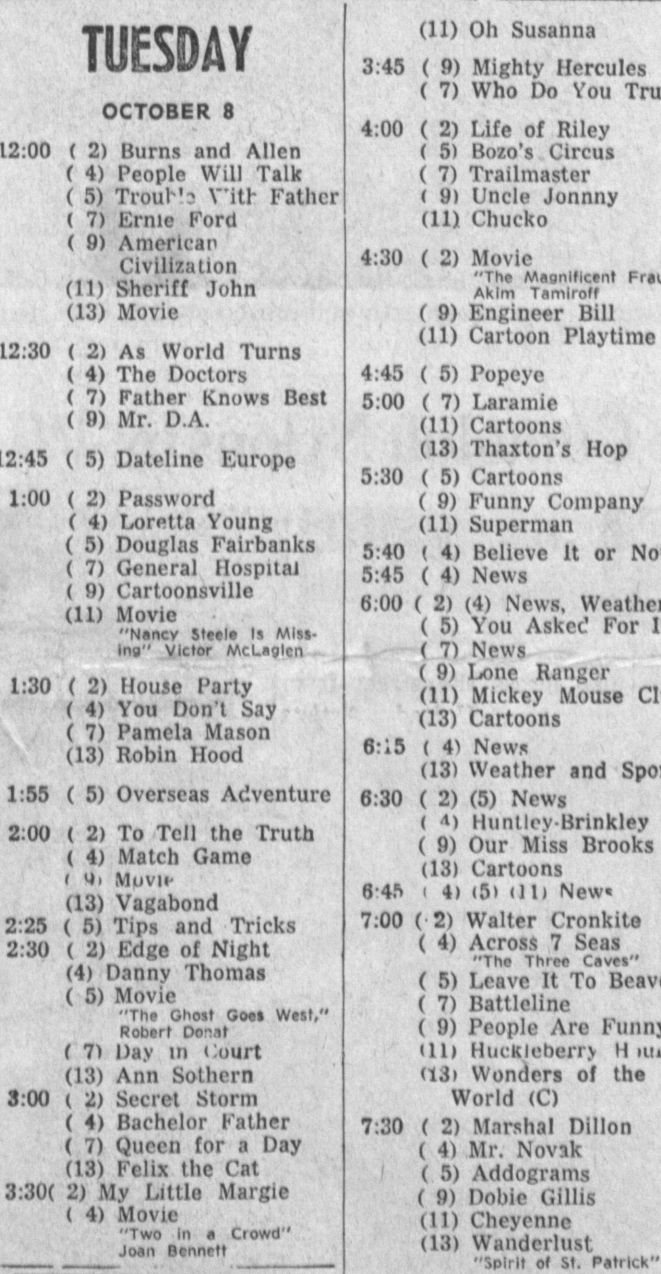 TUESDAY
OCTOBER 8
12:00 ( 2) Burns and Allen
( 4) People Will Talk
( 5) Trouble With Father
( 7) Ernie Ford
( 9) American
Civilization
(11) Sheriff John
(13) Movie
12:30 ( 2) As World Turns
( 4) The Doctors
( 7) Father Knows Best
( 9) Mr. D.A.
12:45 ( 5) Dateline Europe
1:00 ( 2) Password
( 4) Loretta Young
( 5) Douglas Fairbanks
( 7) General Hospital
( 9) Cartoonsville
(11) Movie
"Nancy Steele Is Miss-
ing" Victor McLaglen
1:30 ( 2) House Party
( 4) You Don't Say
( 7) Pamela Mason
(13) Robin Hood
1:55 ( 5) Overseas Adventure
2:00 ( 2) To Tell the Truth
( 4) Match Game
( 9) Movie
(13) Vagabond
2:25 ( 5) Tips and Tricks
2:30 ( 2) Edge of Night
(4) Danny Thomas
( 5) Movie
"The Ghost Goes West,"
Robert Donat
( 7) Day in Court
(13) Ann Sothern
3:00 ( 2) Secret Storm
( 4) Bachelor Father
( 7) Queen for a Day
(13) Felix the Cat
3:30( 2) My Little Margie
( 4) Movie
"Two in a Crowd"
Joan Bennett
(11) Oh Susanna
3:45 ( 9) Mighty Hercules
( 7) Who Do You Tru
4:00 ( 2) Life of Riley
( 5) Bozo's Circus
( 7) Trailmaster
( 9) Uncle Jonnny
(11) Chucko
4:30 ( 2) Movie
"The Magnificent Frau
Akim Tamiroff
( 9) Engineer Bill
(11) Cartoon Playtime
4:45 ( 5) Popeye
5:00 ( 7) Laramie
(11) Cartoons
(13) Thaxton's Hop
5:30 ( 5) Cartoons
( 9) Funny Company
(11) Superman
5:40 ( 4) Believe It or No
5:45 ( 4) News
6:00 ( 2) (4) News, Weather
( 5) You Asked For I
( 7) News
( 9) Lone Ranger
(11) Mickey Mouse Cl
(13) Cartoons
6:15 ( 4) News
(13) Weather and Spo
6:30 ( 2) (5) News
( 4) Huntley-Brinkley
( 9) Our Miss Brooks
(13) Cartoons
6:45 ( 4) (5) (11) News
7:00 ( 2) Walter Cronkite
( 4) Across 7 Seas
"The Three Caves"
( 5) Leave It To Beave
( 7) Battleline
( 9) People Are Funny
(11) Huckleberry Hou
(13) Wonders of the
World (C)
7:30 ( 2) Marshal Dillon
( 4) Mr. Novak
( 5) Addograms
( 9) Dobie Gillis
(11) Cheyenne
(13) Wanderlust
"Spirit of St. Patrick"